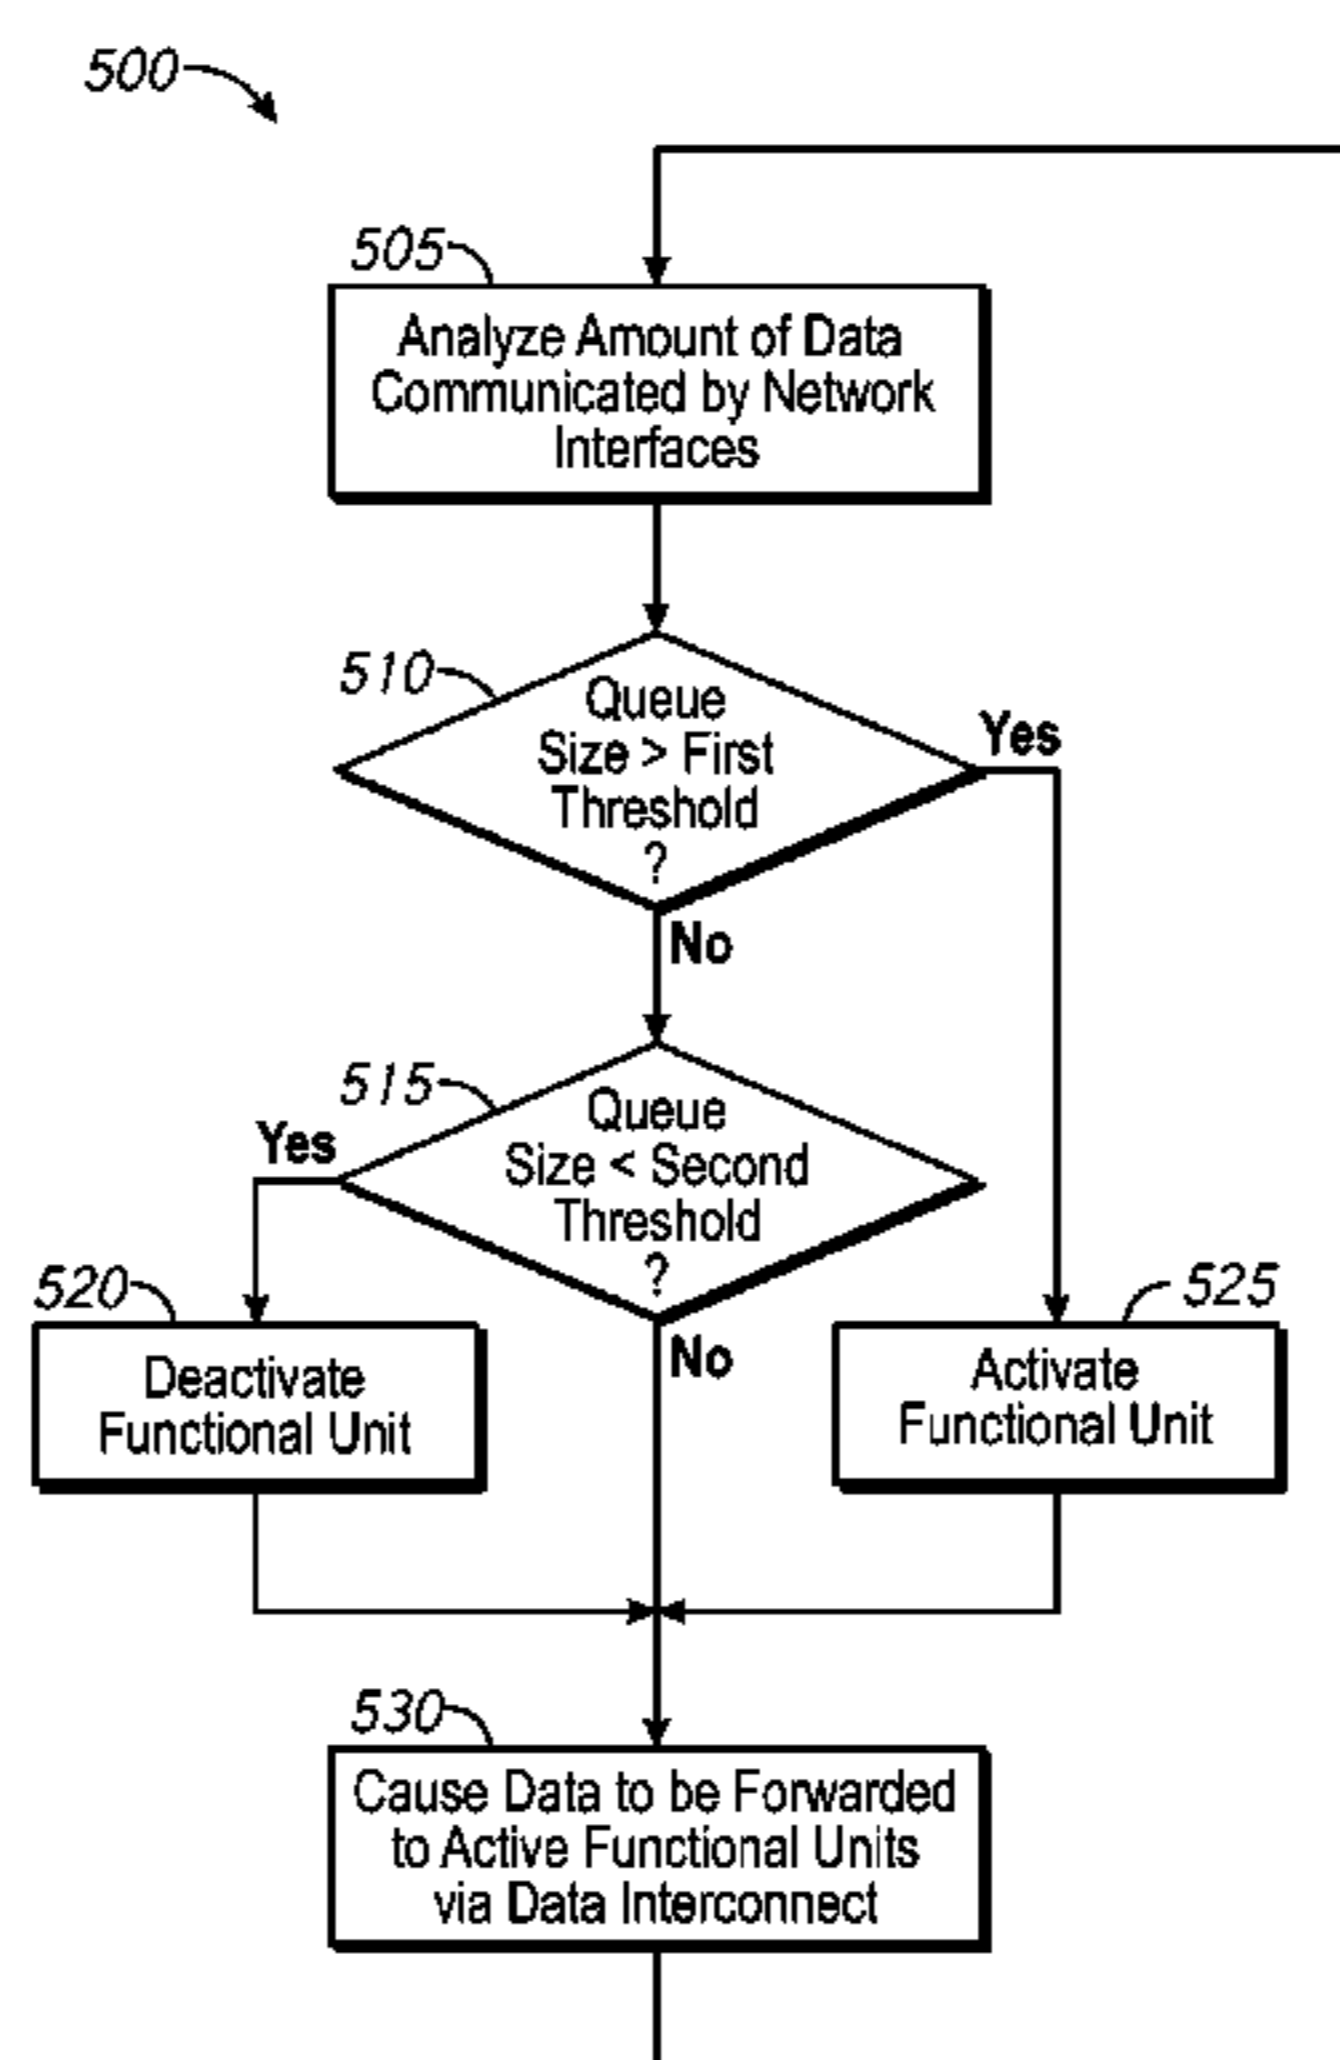 500
505
Analyze Amount of Data
Communicated by Network
Interfaces
510
Queue
Size > First
Threshold
?
Yes
No
515
Queue
Size < Second
Threshold
?
Yes
No
520
Deactivate
Functional Unit
525
Activate
Functional Unit
530
Cause Data to be Forwarded
to Active Functional Units
via Data Interconnect